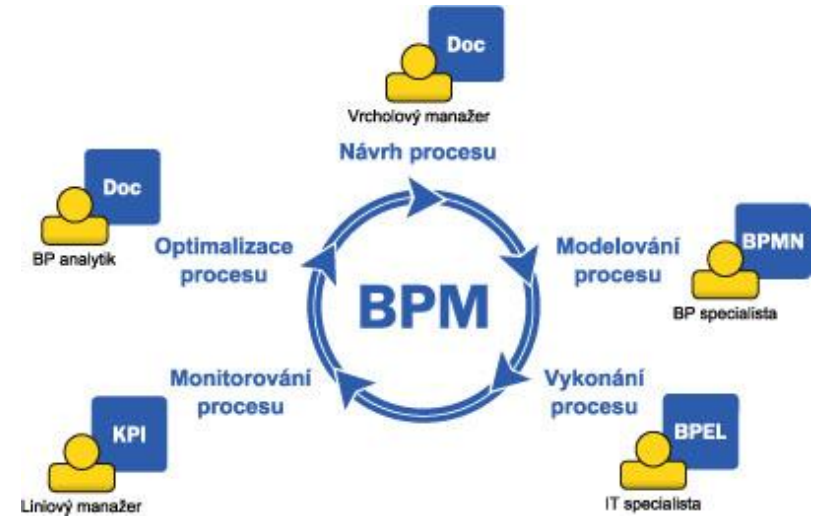 Doc
Vrcholový manažer
Návrh procesu
Doc
BP analytik
Optimalizace
procesu
BPM
Modelování
procesu
BPMN
BP specialista
Monitorování
procesu
Vykonání
procesu
KPI
Liniový manažer
BPEL
IT specialista